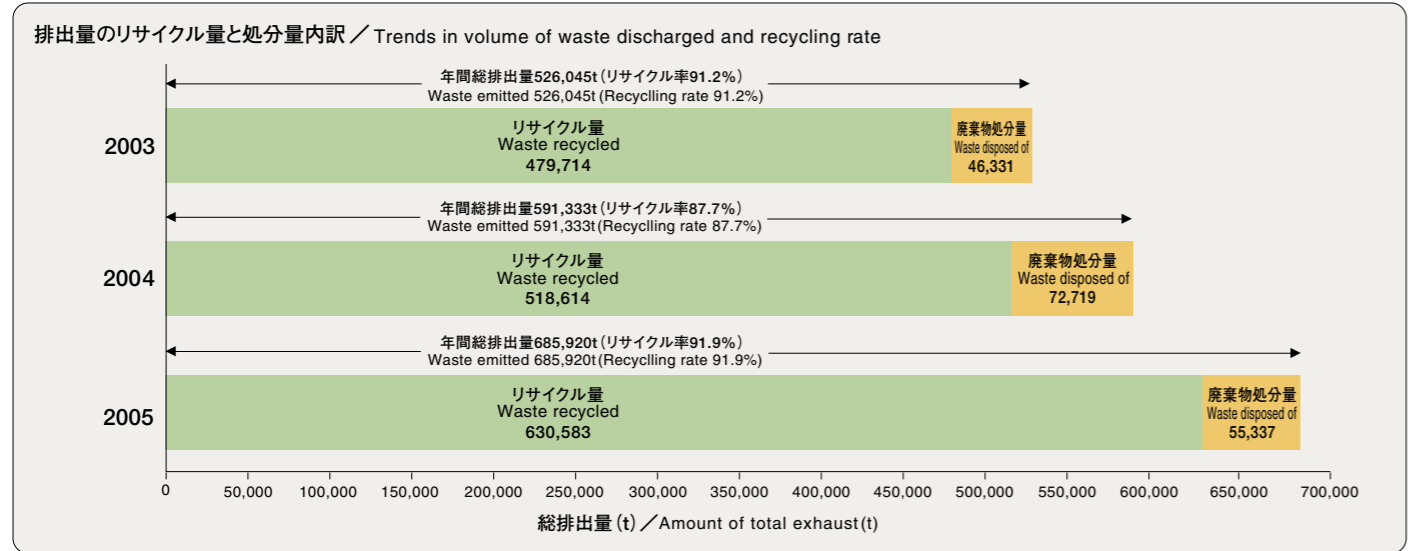 排出量のリサイクル量と処分量内訳／Trends in volume of waste discharged and recycling rate
年間総排出量526,045t（リサイクル率91.2%）
Waste emitted 526,045t(Recyclling rate 91.2%)
2003
リサイクル量
Waste recycled
479,714
廃棄物処分量
Waste disposed of
46,331
年間総排出量591,333t（リサイクル率87.7%）
Waste emitted 591,333t(Recyclling rate 87.7%)
2004
リサイクル量
Waste recycled
518,614
廃棄物処分量
Waste disposed of
72,719
年間総排出量685,920t（リサイクル率91.9%）
Waste emitted 685,920t(Recyclling rate 91.9%)
2005
リサイクル量
Waste recycled
630,583
廃棄物処分量
Waste disposed of
55,337
0 50,000 100,000 150,000 200,000 250,000 300,000 350,000 400,000 450,000 500,000 550,000 600,000 650,000 700,000
総排出量（t）／Amount of total exhaust(t)